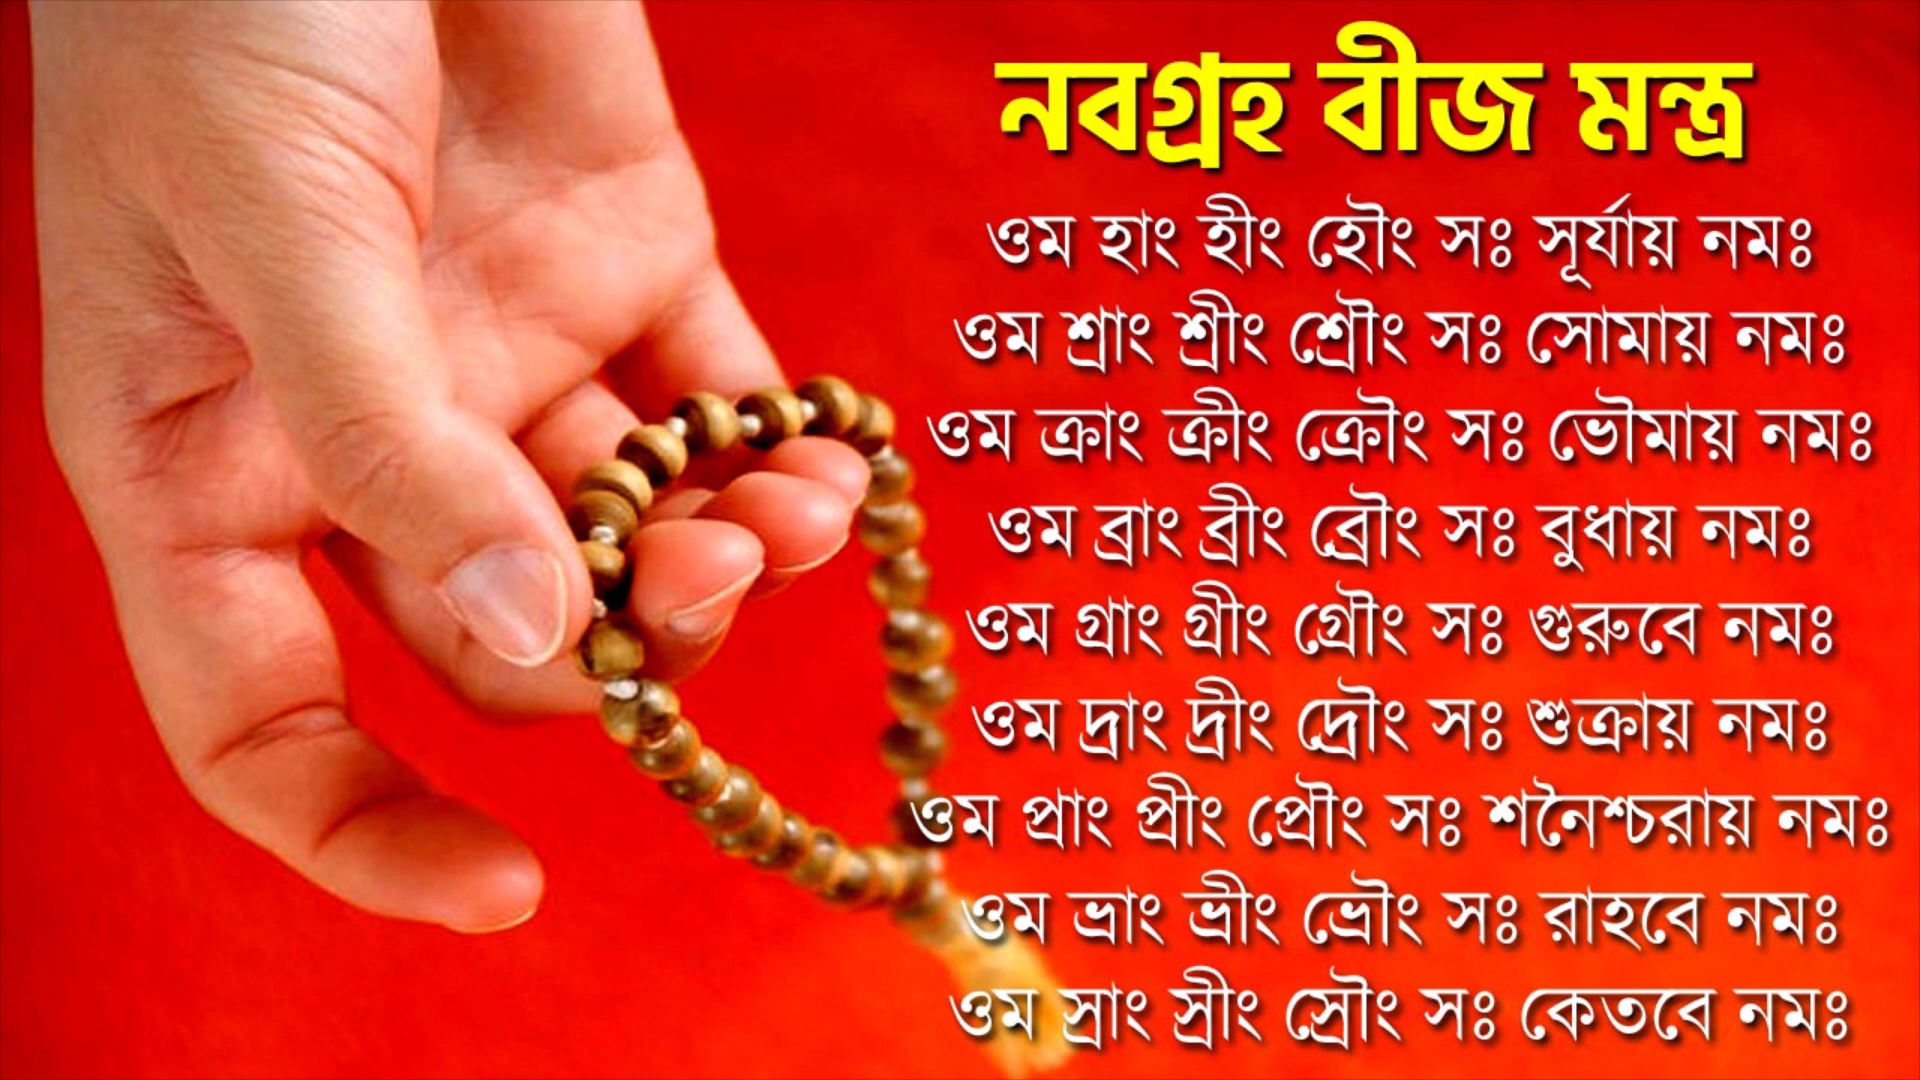 নবগ্রহ বীজ মন্ত্র
ওম হাং হীং হৌং সঃ সূর্যায় নমঃ
ওম শ্রাং শ্রীং শ্রৌং সঃ সোমায় নমঃ
ওম ক্রাং ক্রীং ক্রৌং সঃ ভৌমায় নমঃ
ওম ব্রাং ব্রীং ব্রৌং সঃ বুধায় নমঃ
ওম গ্রাং গ্রীং গ্রৌং সঃ গুরুবে নমঃ
ওম দ্রাং দ্রীং দ্রৌং সঃ শুক্রায় নমঃ
ওম প্রাং প্রীং প্রৌং সঃ শনৈশ্চরায় নমঃ
ওম ভ্রাং ভ্রীং ভ্রৌং সঃ রাহবে নমঃ
ওম স্রাং স্রীং স্রৌং সঃ কেতবে নমঃ